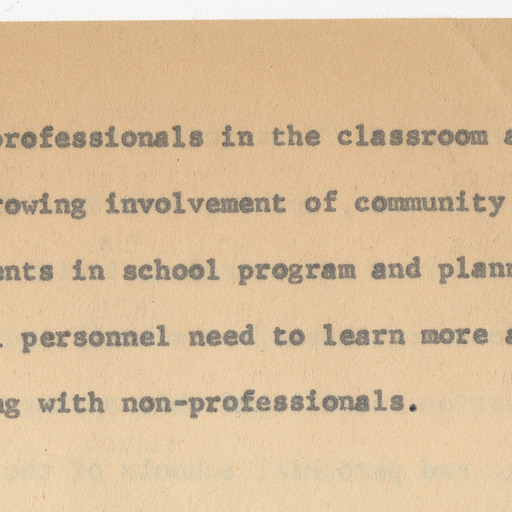 professionals in the classroom a
rowing involvement of community
ents in school program and plann
l personnel need to learn more a
ng with non-professionals.